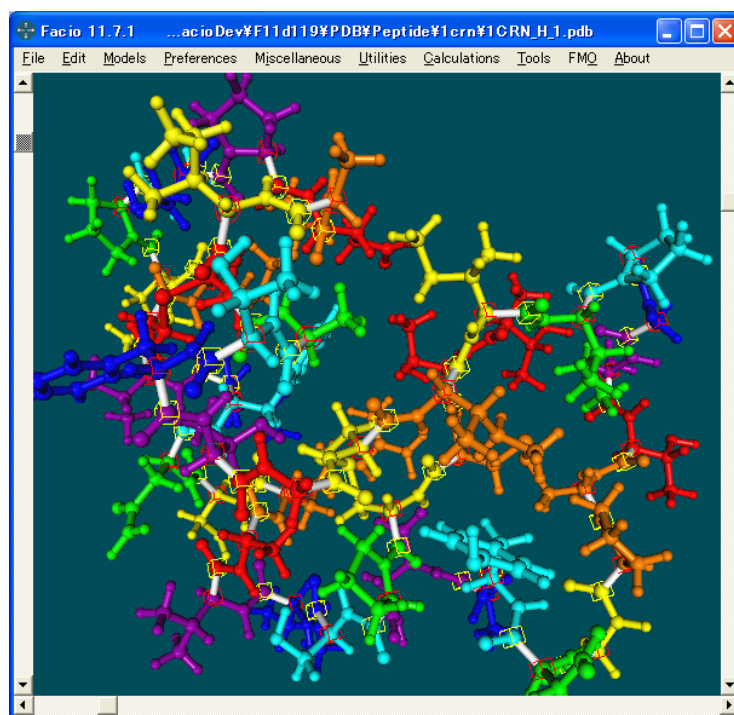 Facio 11.7.1 ...acioDev¥F11d119¥PDB¥Peptide¥1crn¥1CRN_H_1.pdb
File Edit Models Preferences Miscellaneous Utilities Calculations Tools FMO About